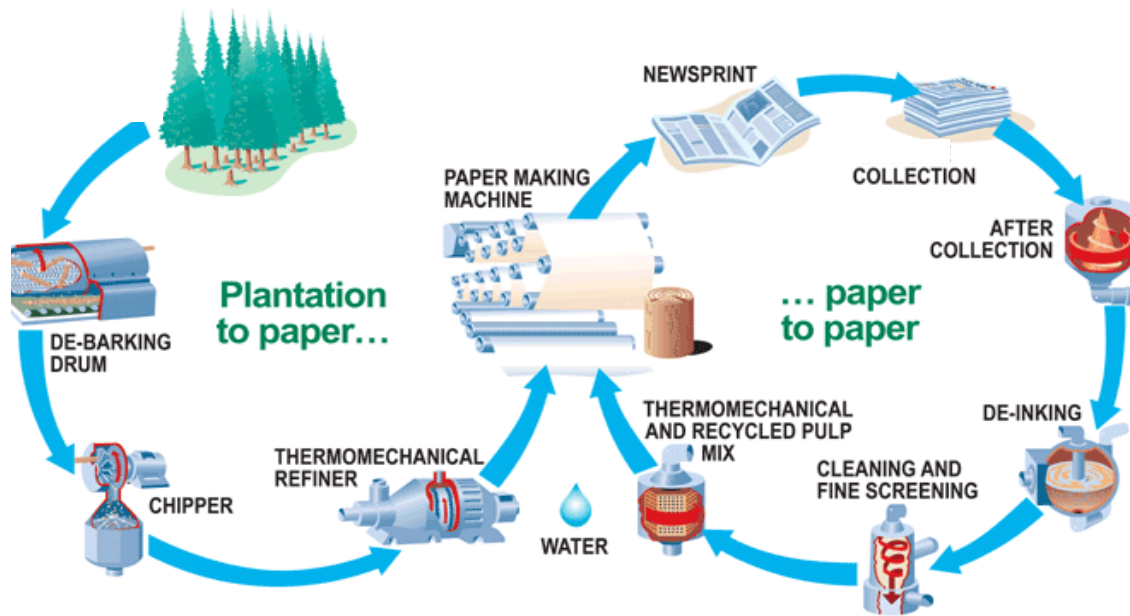 NEWSPRINT
COLLECTION
PAPER MAKING
MACHINE
AFTER
COLLECTION
Plantation
to paper…
… paper
to paper
DE-BARKING
DRUM
DE-INKING
THERMOMECHANICAL
AND RECYCLED PULP
MIX
THERMOMECHANICAL
REFINER
CLEANING AND
FINE SCREENING
CHIPPER
WATER